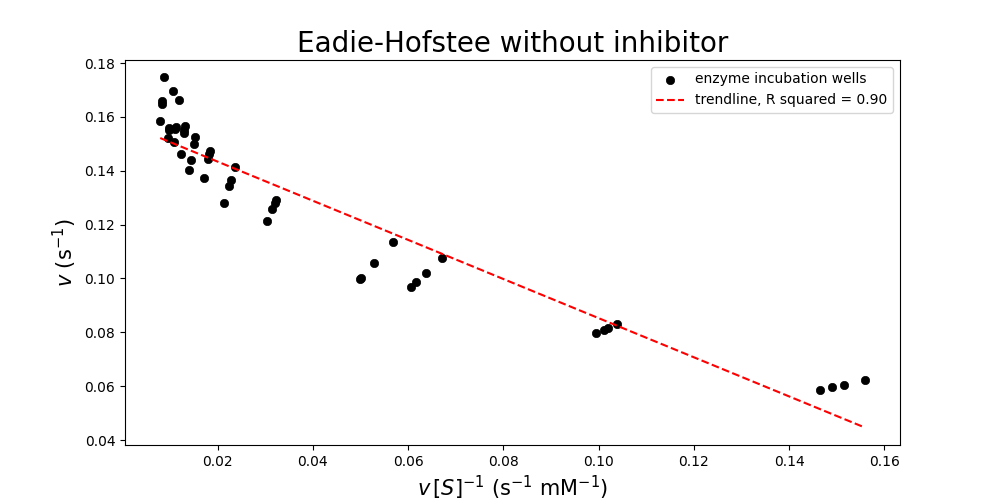 Eadie-Hofstee without inhibitor
enzyme incubation wells
trendline, R squared = 0.90
0.18
0.16
0.14
0.12
0.10
0.08
0.06
0.04
v (s⁻¹)
0.02 0.04 0.06 0.08 0.10 0.12 0.14 0.16
v [S]⁻¹ (s⁻¹ mM⁻¹)